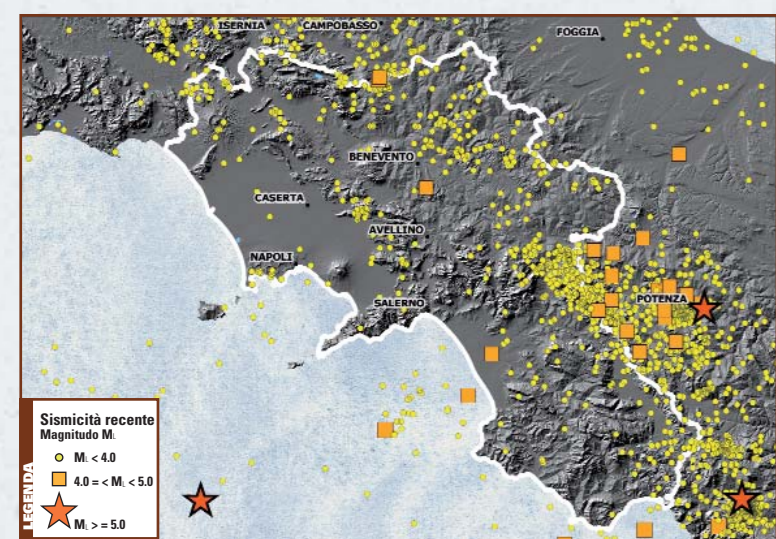 ISERNIA
CAMPOBASSO
FOGGIA
BENEVENTO
CASERTA
AVELLINO
NAPOLI
SALERNO
POTENZA
LEGENDA
Sismicità recente
Magnitudo ML
ML < 4.0
4.0 = < ML < 5.0
ML > = 5.0